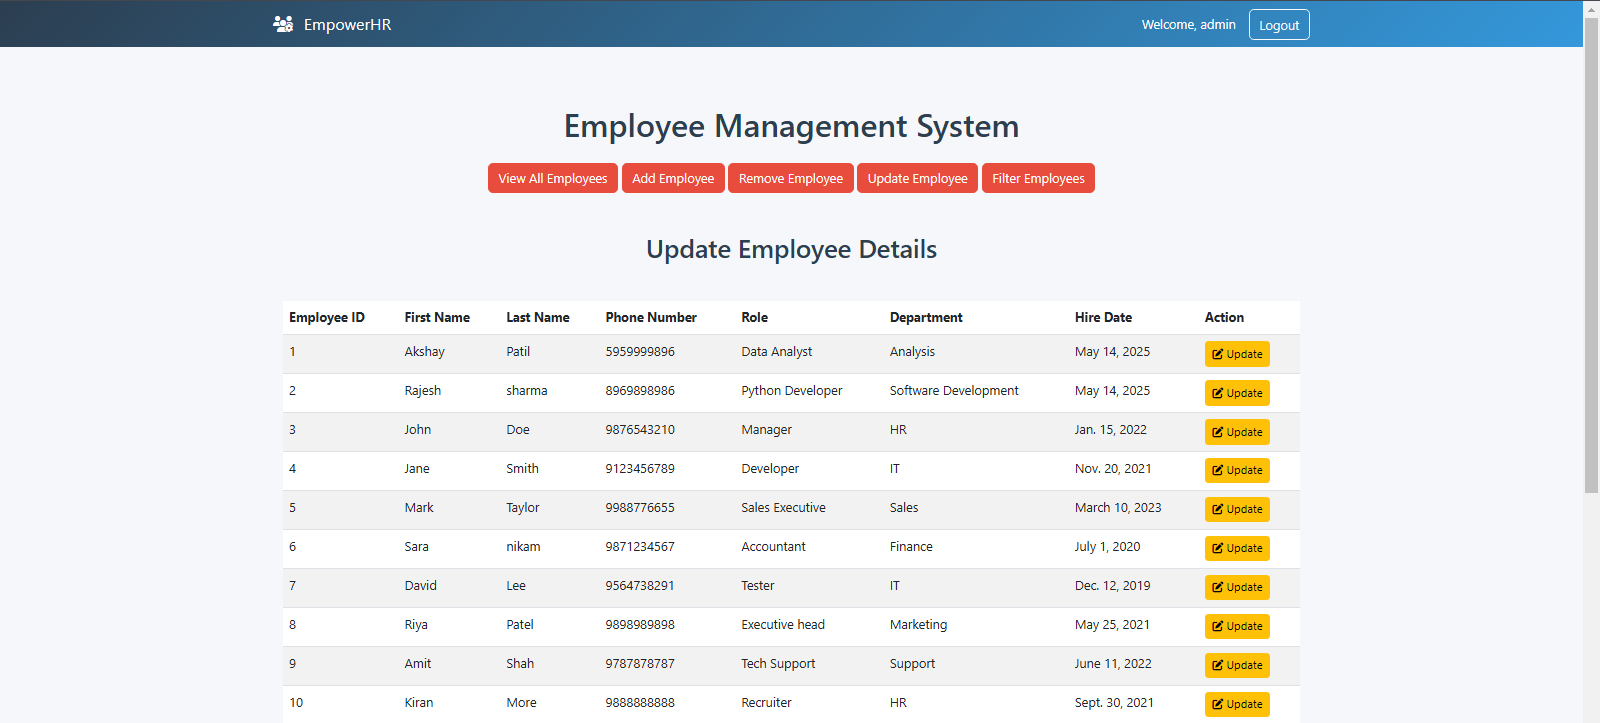 EmpowerHR Welcome, admin Logout
Employee Management System
View All Employees Add Employee Remove Employee Update Employee Filter Employees
Update Employee Details
Employee ID First Name Last Name Phone Number Role Department Hire Date Action
1 Akshay Patil 5959999896 Data Analyst Analysis May 14, 2025 Update
2 Rajesh sharma 8969898986 Python Developer Software Development May 14, 2025 Update
3 John Doe 9876543210 Manager HR Jan. 15, 2022 Update
4 Jane Smith 9123456789 Developer IT Nov. 20, 2021 Update
5 Mark Taylor 9988776655 Sales Executive Sales March 10, 2023 Update
6 Sara nikam 9871234567 Accountant Finance July 1, 2020 Update
7 David Lee 9564738291 Tester IT Dec. 12, 2019 Update
8 Riya Patel 9898989898 Executive head Marketing May 25, 2021 Update
9 Amit Shah 9787878787 Tech Support Support June 11, 2022 Update
10 Kiran More 9888888888 Recruiter HR Sept. 30, 2021 Update